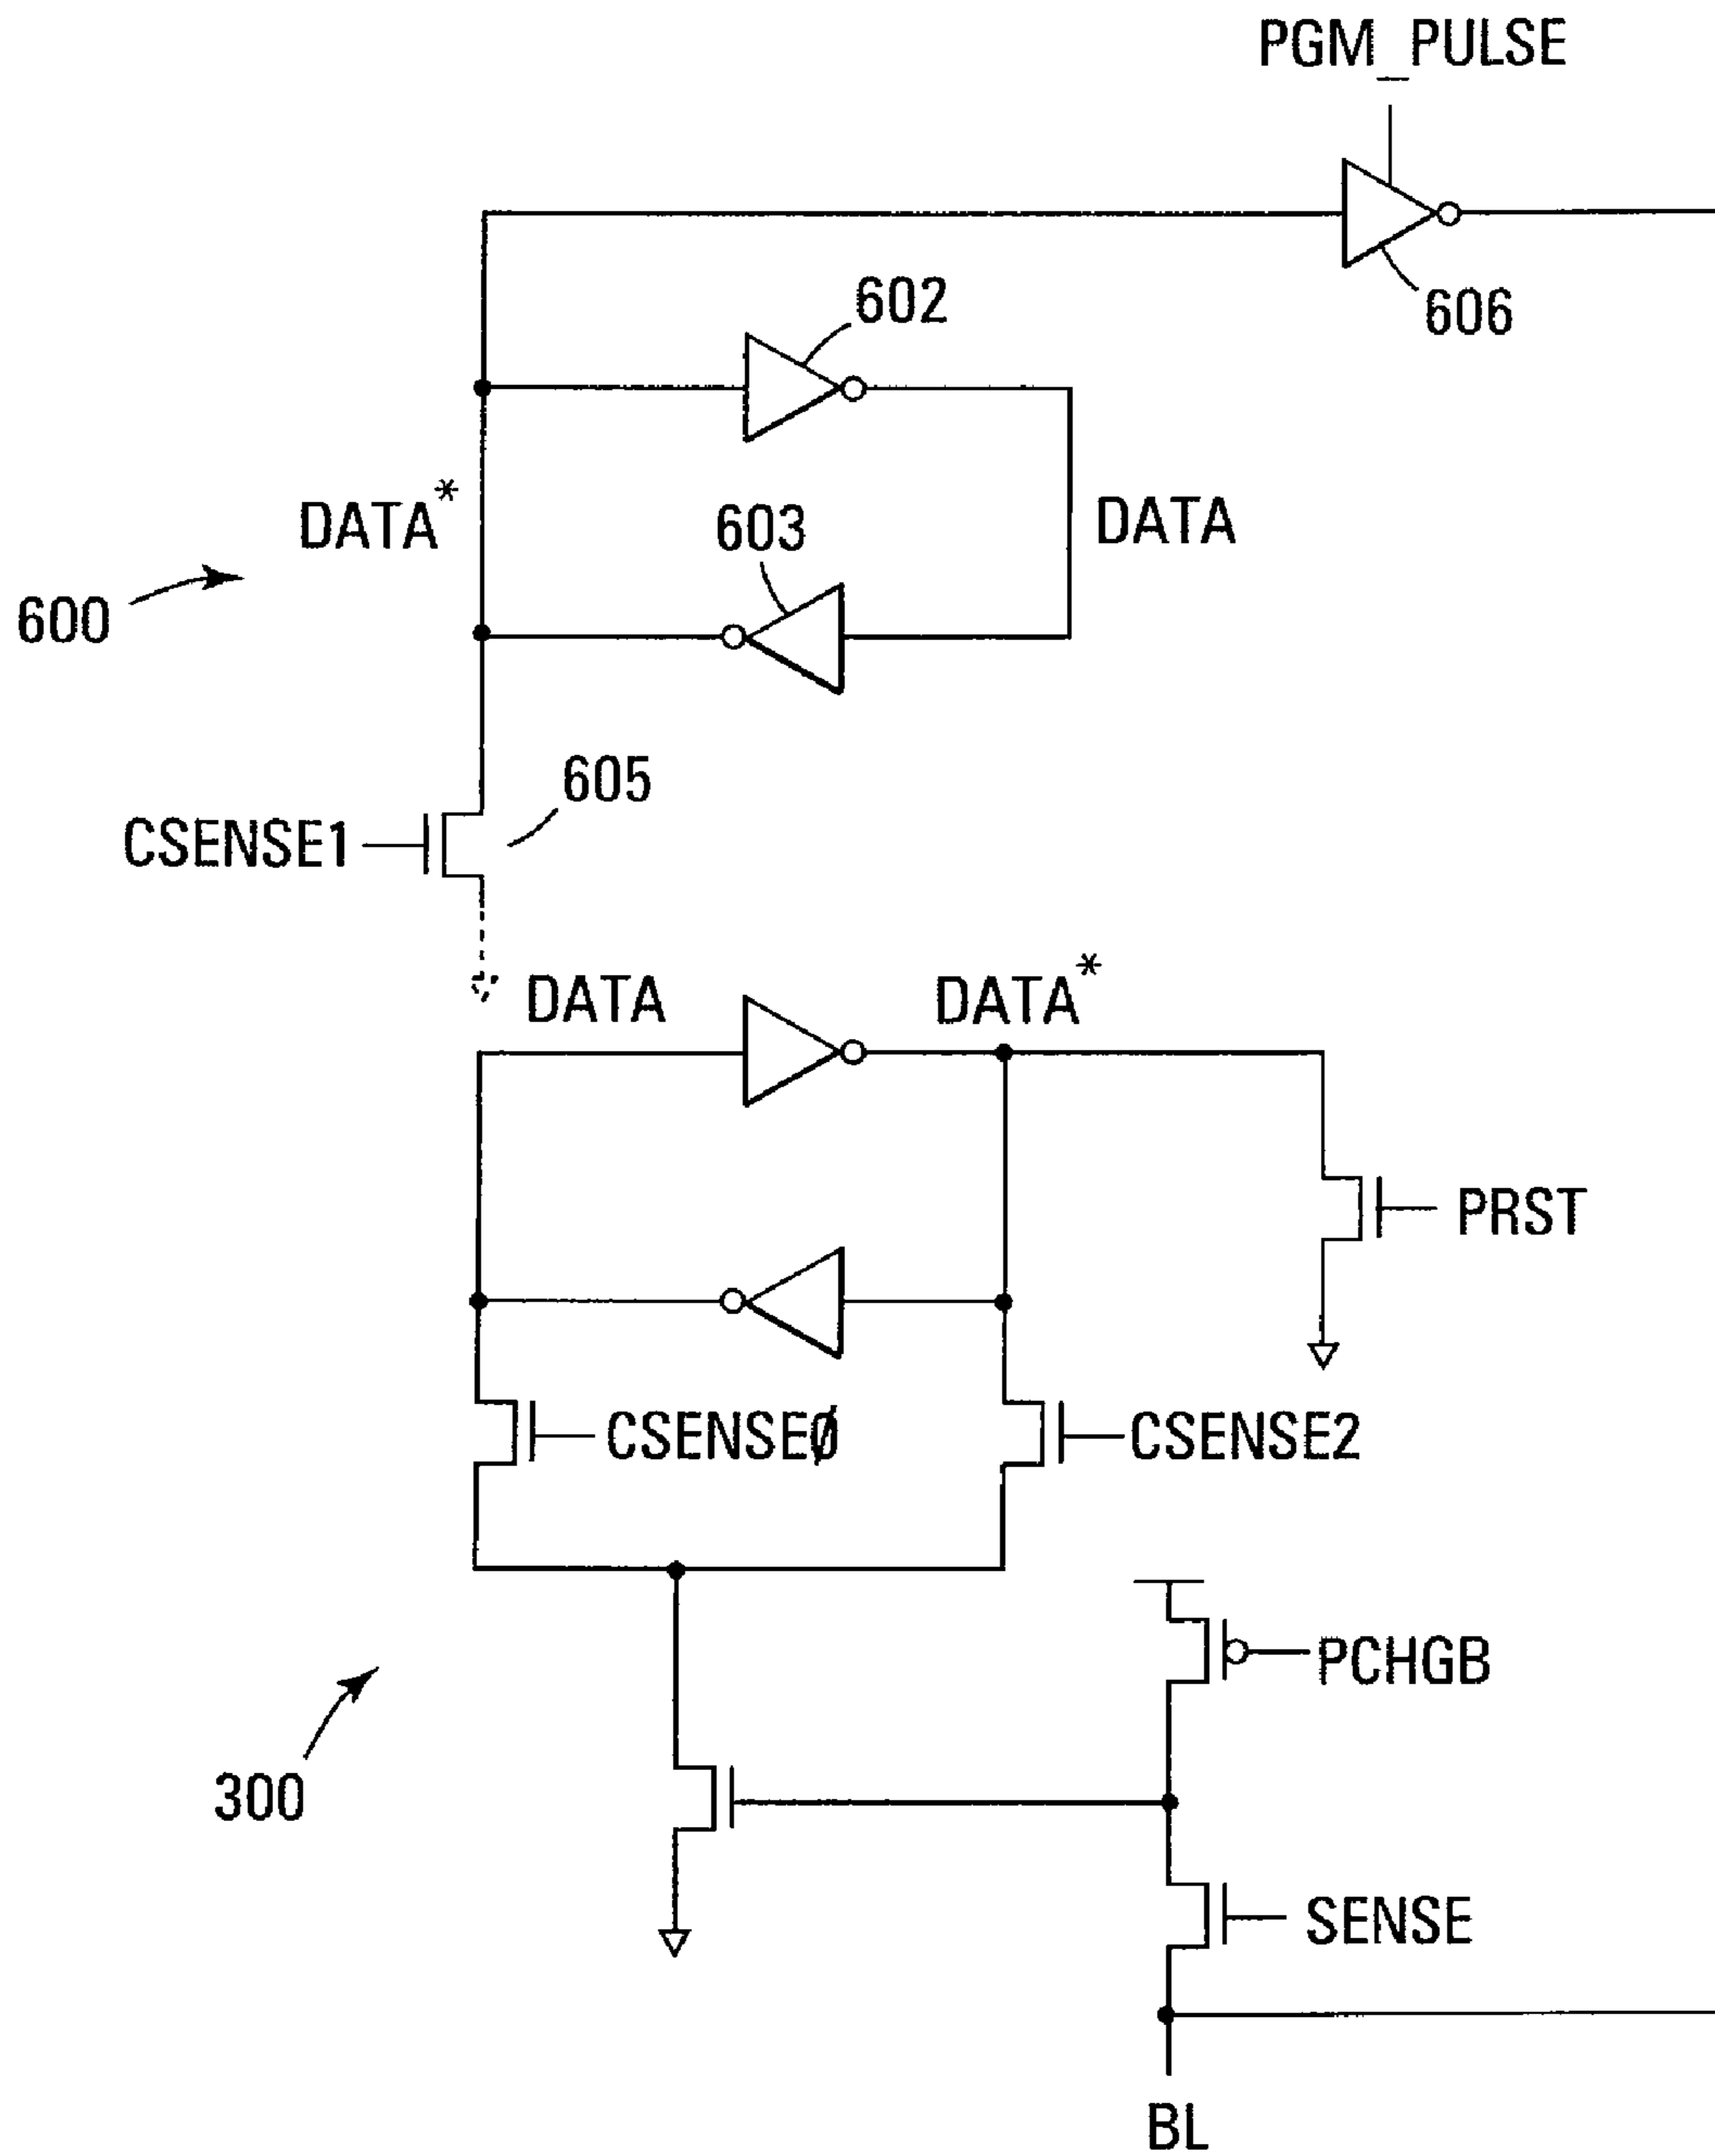 PGM_PULSE
606
602
DATA*
603
DATA
600
605
CSENSE1
DATA
DATA*
PRST
CSENSEØ
CSENSE2
PCHGB
300
SENSE
BL